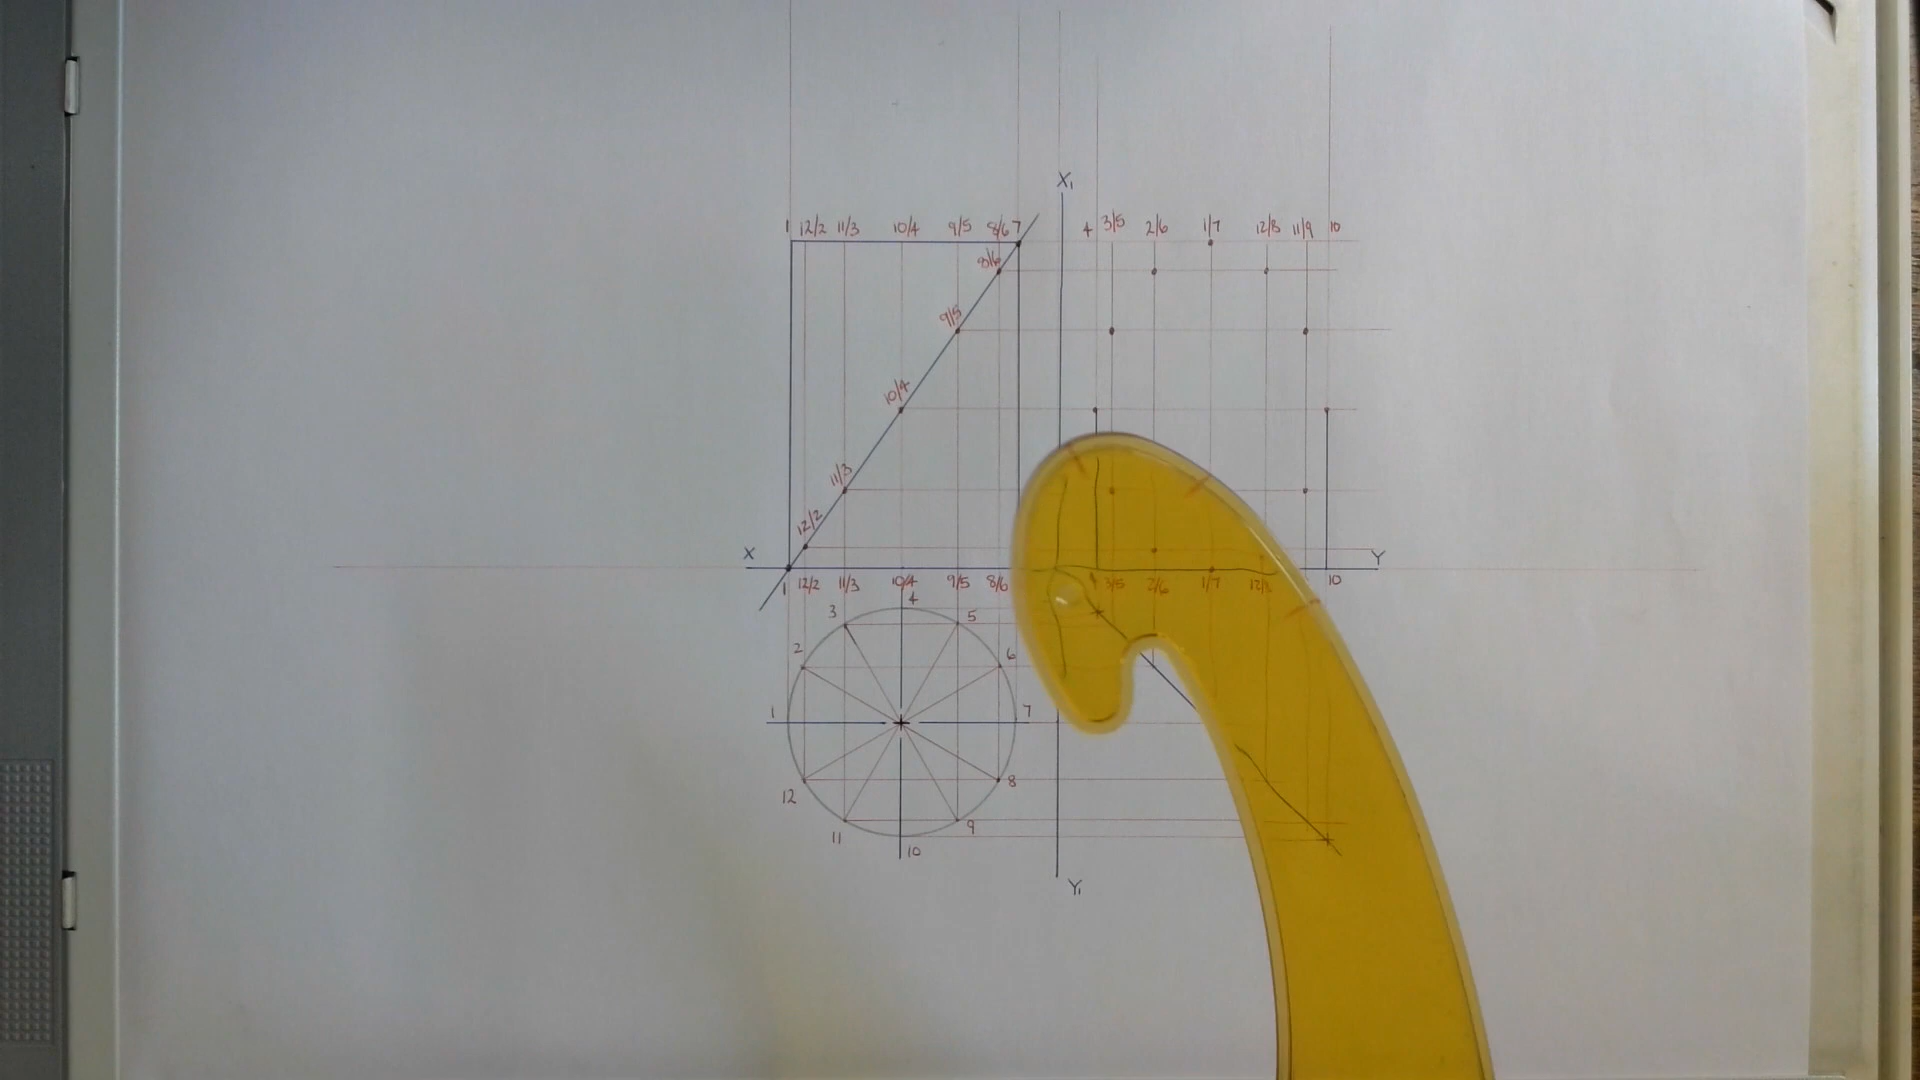 X₁
1 12/2 11/3 10/4 9/5 8/6 7 4 3/5 2/6 1/7 12/8 11/9 10
8/6
9/5
10/4
11/3
12/2
X Y
1 12/2 11/3 10/4 9/5 8/6 4 3/5 2/6 1/7 12/8 10
4
3 5
2 6
1 7
12 8
11 9
10
Y₁